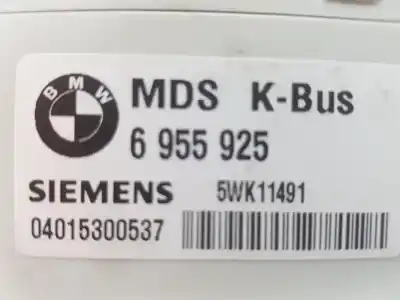 BMW
MDS K-Bus
6 955 925
SIEMENS 5WK11491
04015300537